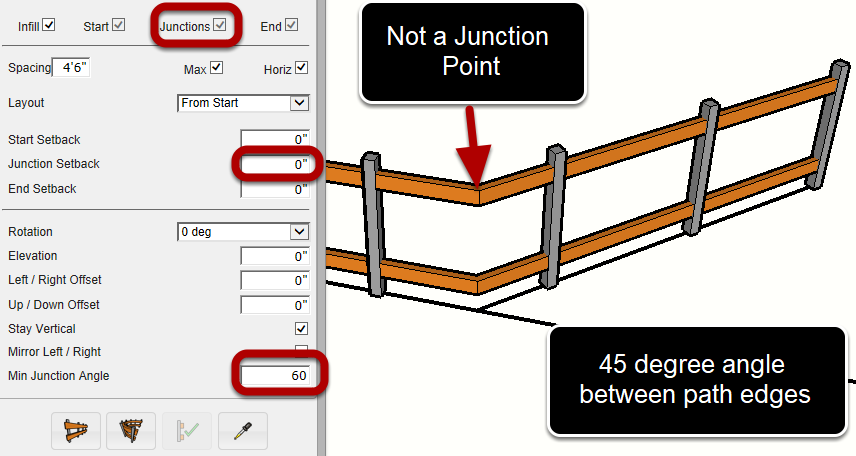 Infill Start Junctions End
Spacing 4'6" Max Horiz
Layout From Start
Start Setback 0"
Junction Setback 0"
End Setback 0"
Rotation 0 deg
Elevation 0"
Left / Right Offset 0"
Up / Down Offset 0"
Stay Vertical
Mirror Left / Right
Min Junction Angle 60
Not a Junction
Point
45 degree angle
between path edges